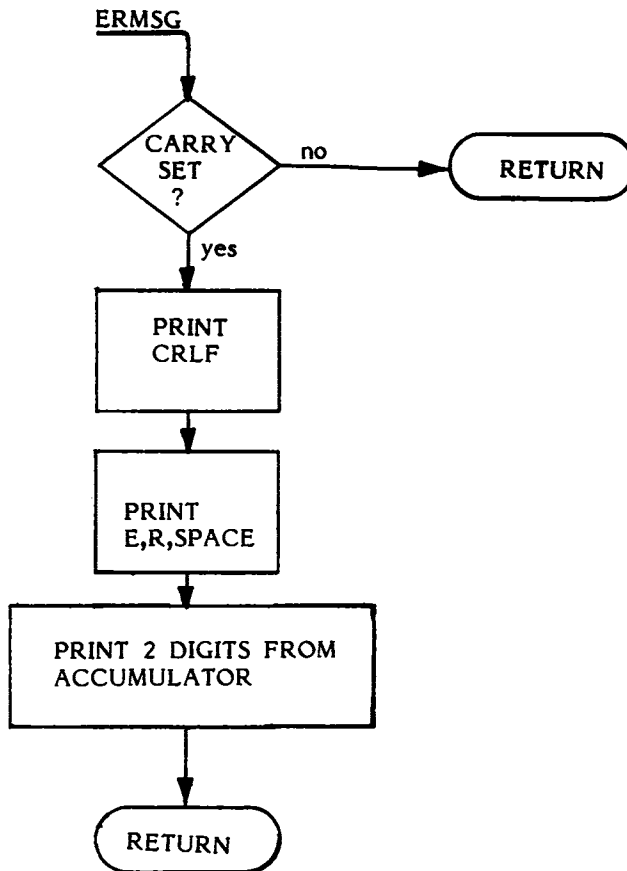 ERMSG
CARRY
SET
?
no
RETURN
yes
PRINT
CRLF
PRINT
E,R,SPACE
PRINT 2 DIGITS FROM
ACCUMULATOR
RETURN